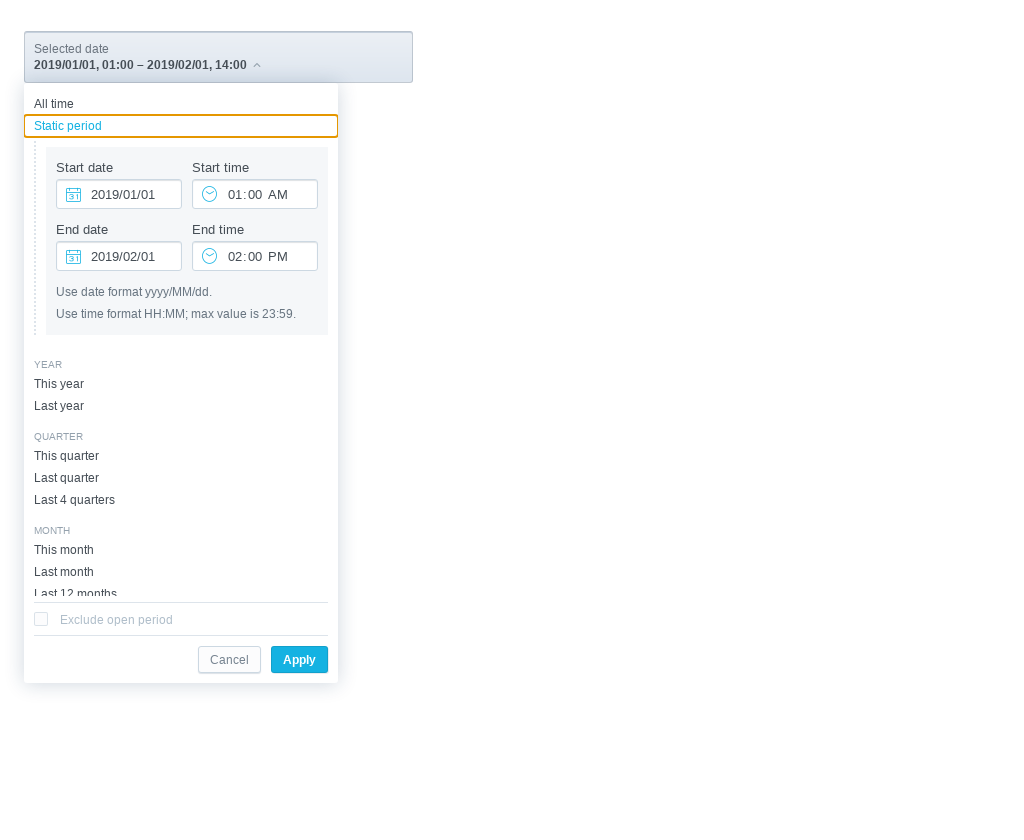 Selected date
2019/01/01, 01:00 – 2019/02/01, 14:00
All time
Static period
Start date Start time
31 2019/01/01 01:00 AM
End date End time
31 2019/02/01 02:00 PM
Use date format yyyy/MM/dd.
Use time format HH:MM; max value is 23:59.
YEAR
This year
Last year
QUARTER
This quarter
Last quarter
Last 4 quarters
MONTH
This month
Last month
Last 12 months
Exclude open period
Cancel Apply